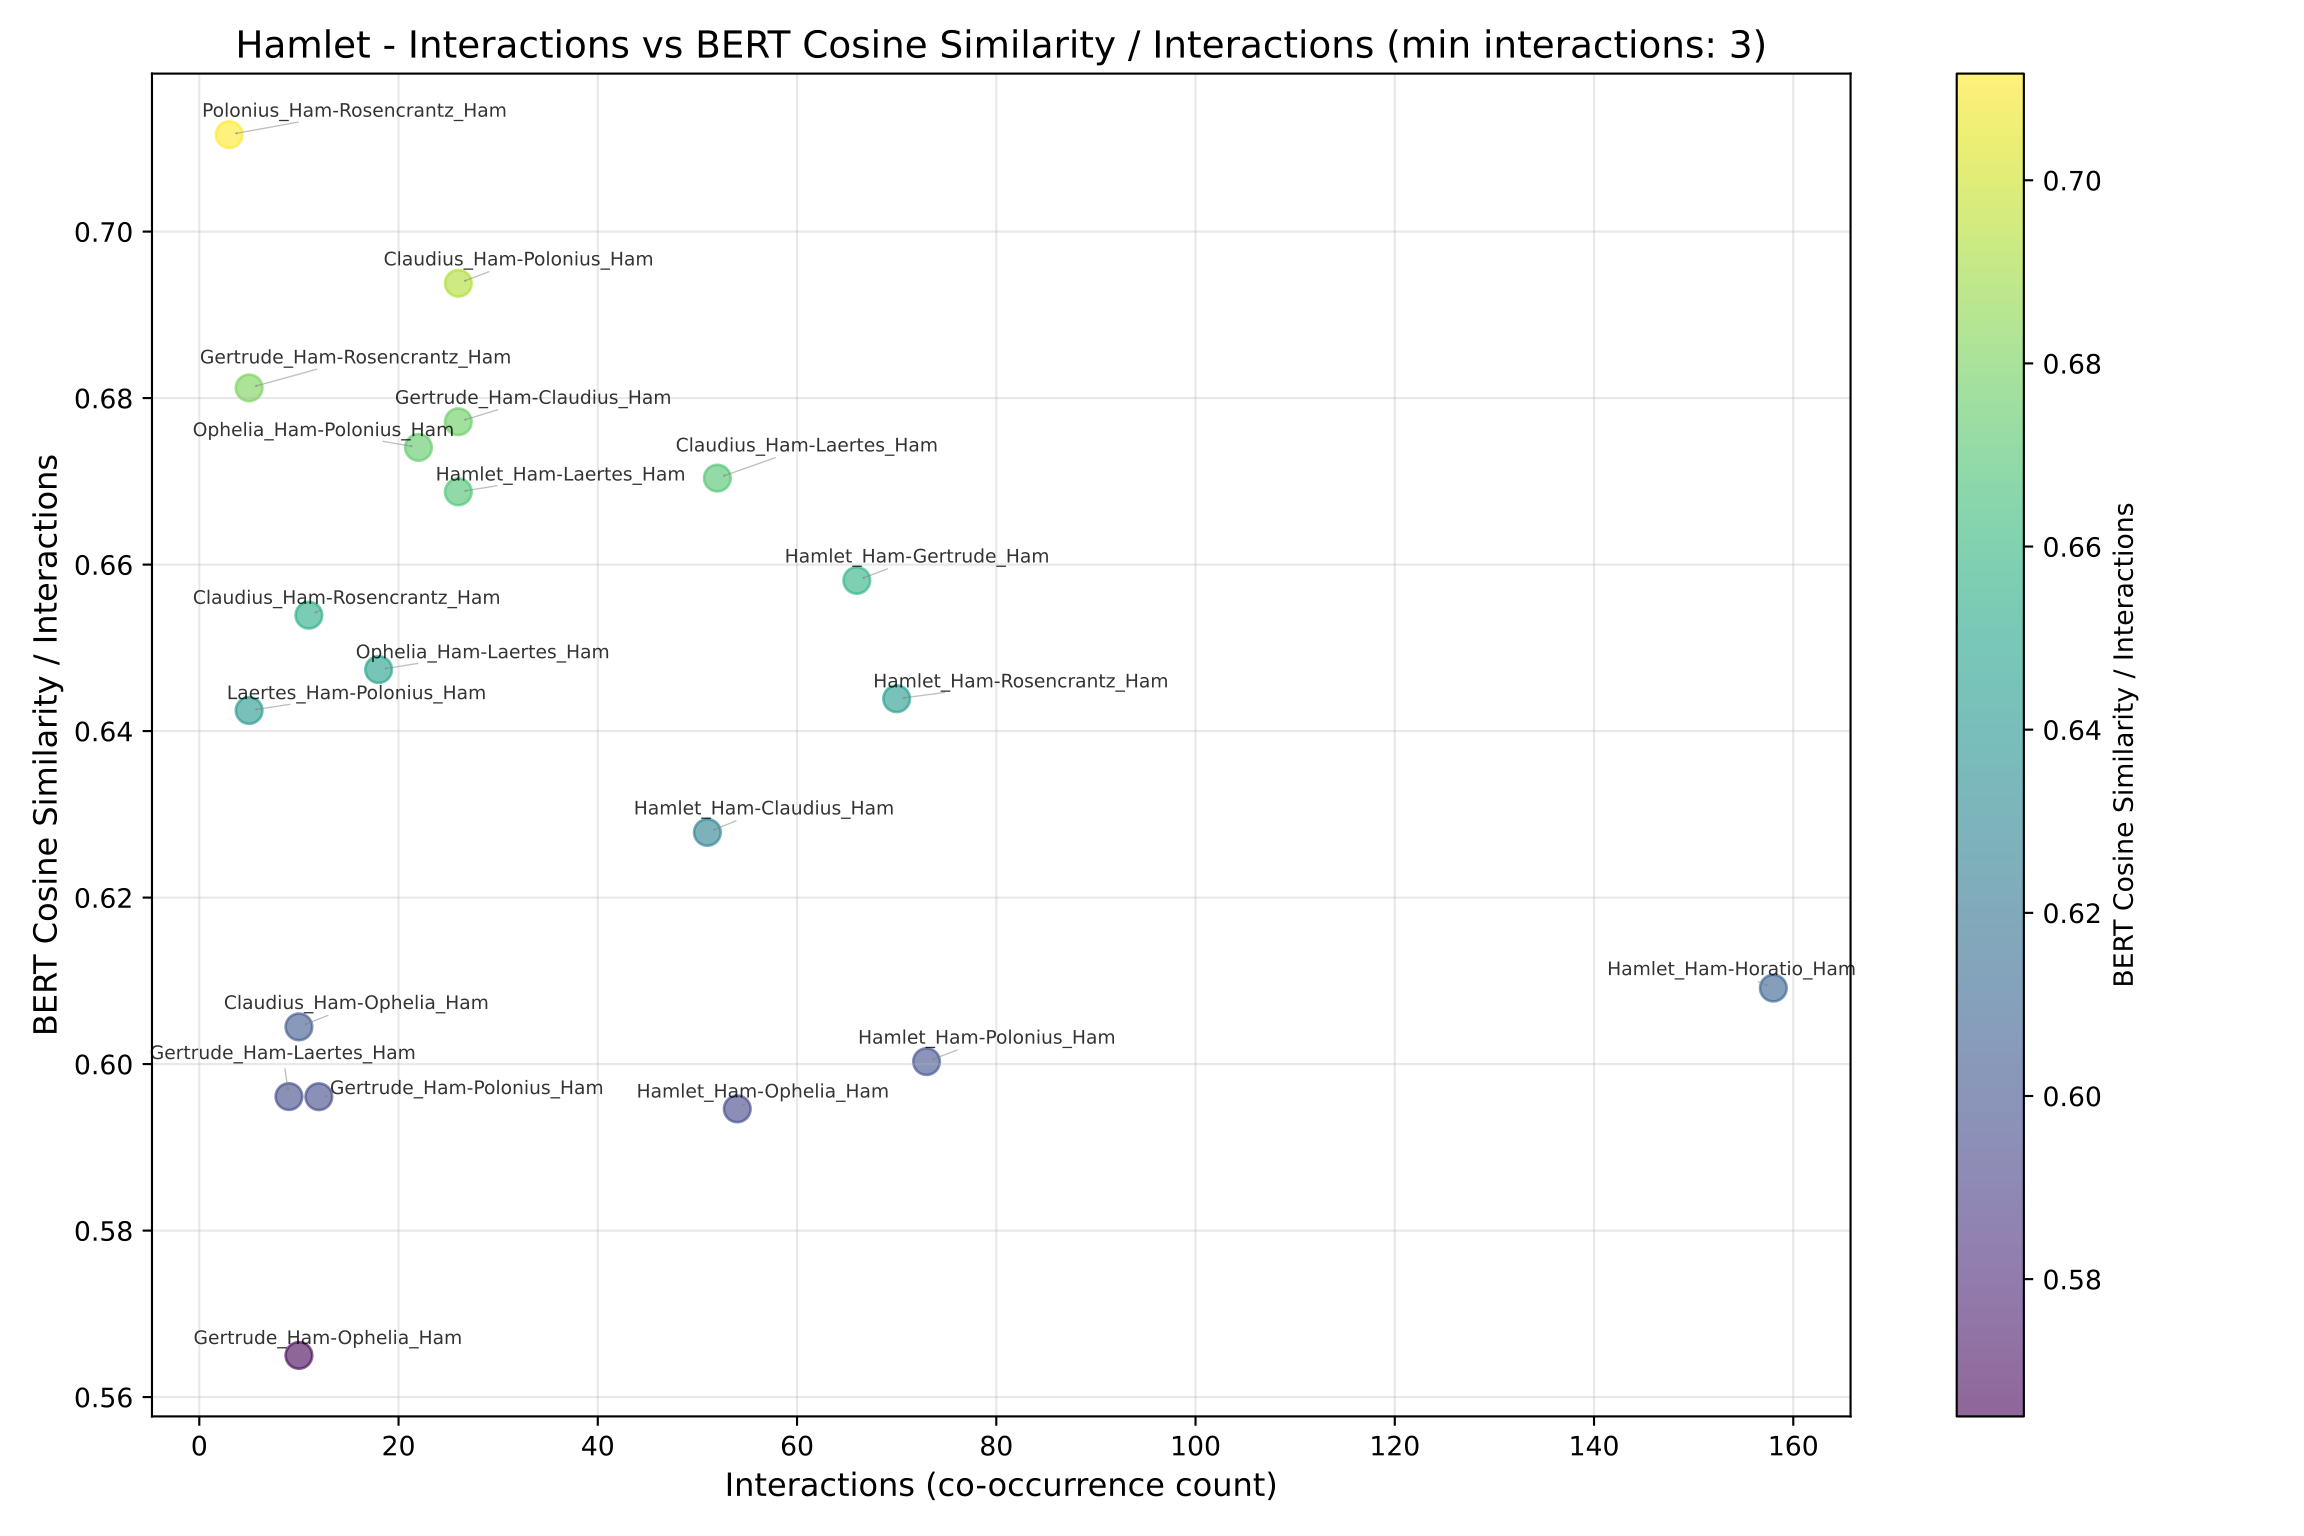 Hamlet - Interactions vs BERT Cosine Similarity / Interactions (min interactions: 3)
Polonius_Ham-Rosencrantz_Ham
Claudius_Ham-Polonius_Ham
Gertrude_Ham-Rosencrantz_Ham
Gertrude_Ham-Claudius_Ham
Ophelia_Ham-Polonius_Ham
Claudius_Ham-Laertes_Ham
Hamlet_Ham-Laertes_Ham
Hamlet_Ham-Gertrude_Ham
Claudius_Ham-Rosencrantz_Ham
Ophelia_Ham-Laertes_Ham
Hamlet_Ham-Rosencrantz_Ham
Laertes_Ham-Polonius_Ham
Hamlet_Ham-Claudius_Ham
Hamlet_Ham-Horatio_Ham
Claudius_Ham-Ophelia_Ham
Hamlet_Ham-Polonius_Ham
Gertrude_Ham-Laertes_Ham
Gertrude_Ham-Polonius_Ham
Hamlet_Ham-Ophelia_Ham
Gertrude_Ham-Ophelia_Ham
BERT Cosine Similarity / Interactions
0.70
0.68
0.66
0.64
0.62
0.60
0.58
0.56
0
20
40
60
80
100
120
140
160
Interactions (co-occurrence count)
0.70
0.68
0.66
0.64
0.62
0.60
0.58
BERT Cosine Similarity / Interactions